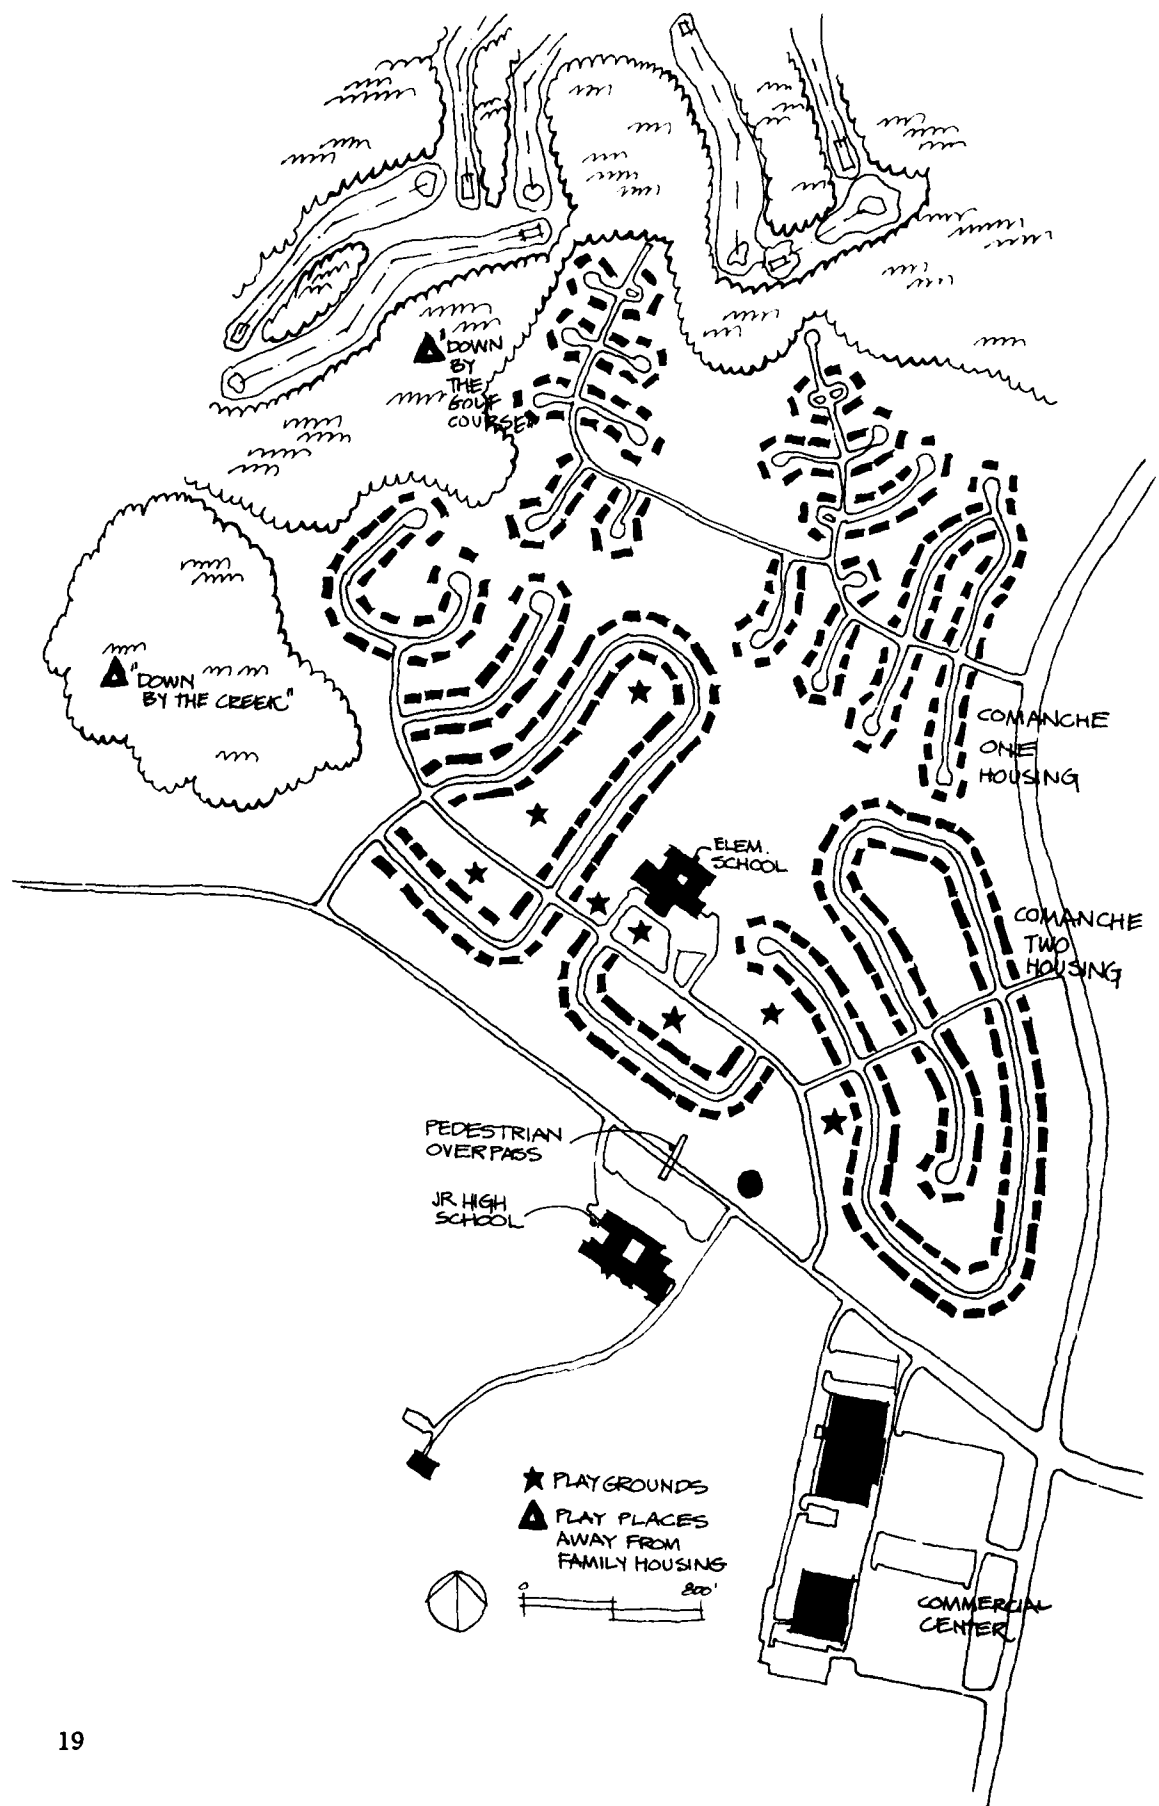 "DOWN
BY
THE
GOLF
COURSE"
"DOWN
BY THE CREEK"
COMANCHE
ONE
HOUSING
ELEM.
SCHOOL
COMANCHE
TWO
HOUSING
PEDESTRIAN
OVERPASS
JR HIGH
SCHOOL
PLAYGROUNDS
PLAY PLACES
AWAY FROM
FAMILY HOUSING
0 800'
COMMERCIAL
CENTER
19